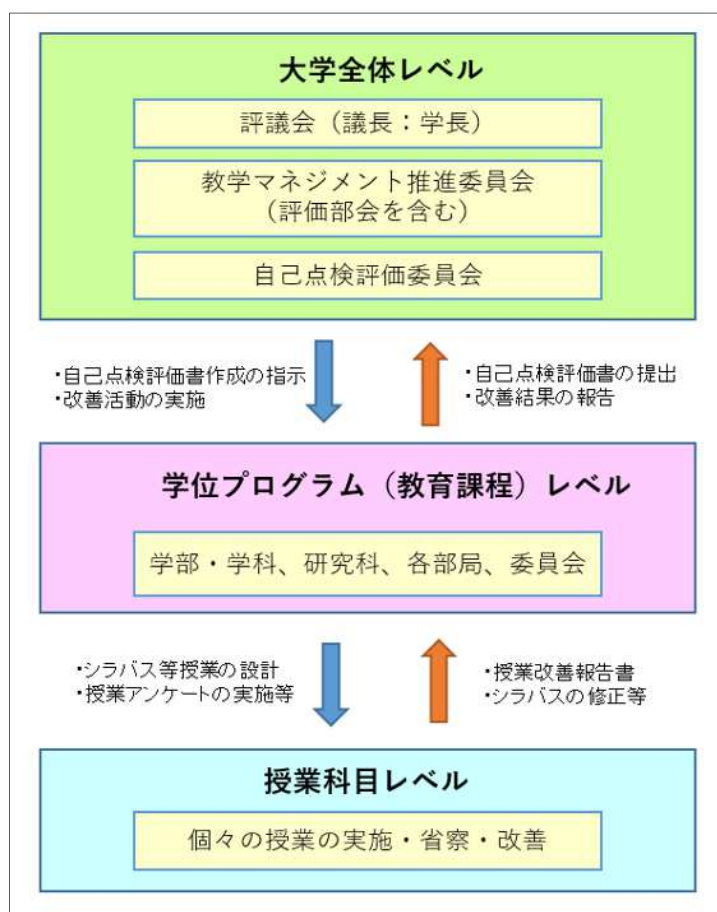 大学全体レベル
評議会（議長：学長）
教学マネジメント推進委員会
（評価部会を含む）
自己点検評価委員会
・自己点検評価書作成の指示
・改善活動の実施
・自己点検評価書の提出
・改善結果の報告
学位プログラム（教育課程）レベル
学部・学科、研究科、各部局、委員会
・シラバス等授業の設計
・授業アンケートの実施等
・授業改善報告書
・シラバスの修正等
授業科目レベル
個々の授業の実施・省察・改善